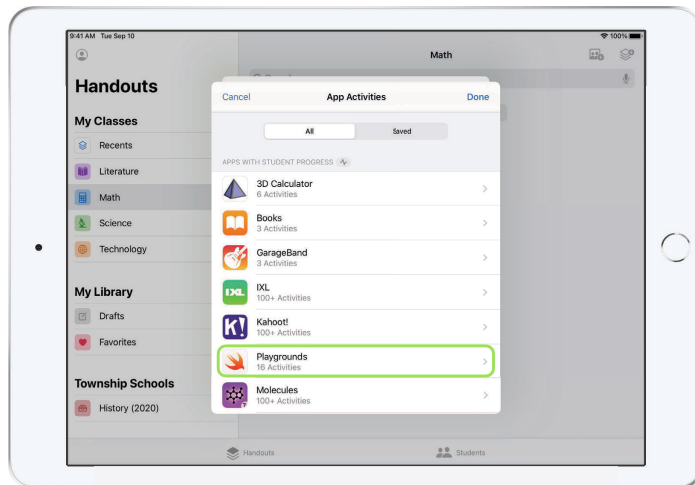 9:41 AM Tue Sep 10
100%
Math
Handouts
My Classes
Recents
Literature
Math
Science
Technology
My Library
Drafts
Favorites
Township Schools
History (2020)
Cancel
App Activities
Done
All
Saved
APPS WITH STUDENT PROGRESS
3D Calculator
6 Activities
Books
3 Activities
GarageBand
3 Activities
IXL
IXL
100+ Activities
K!
Kahoot!
100+ Activities
Playgrounds
16 Activities
Molecules
100+ Activities
Handouts
Students